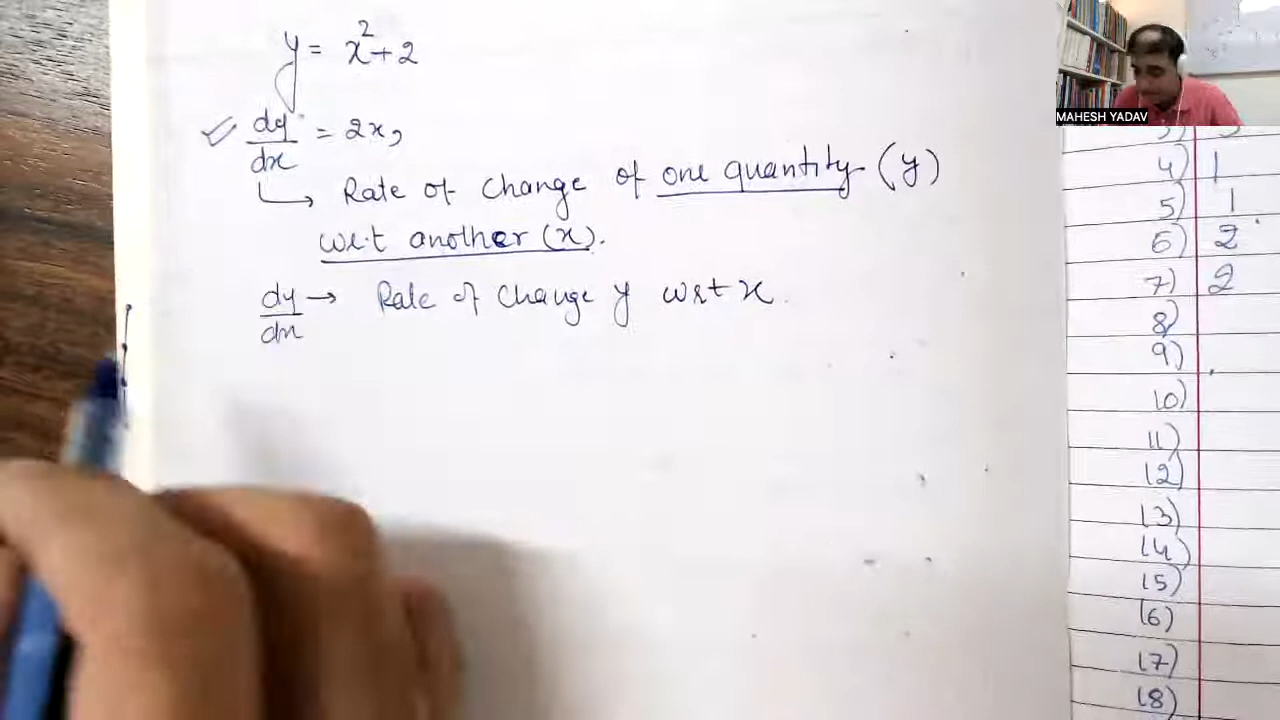 y = x²+2
dy/dx = 2x,
Rate of change of one quantity (y)
w.r.t another (x).
dy/dx → Rate of change y wrt x.
MAHESH YADAV
4) 1
5) 1
6) 2
7) 2
8)
9)
10)
11)
12)
13)
14)
15)
16)
17)
18)